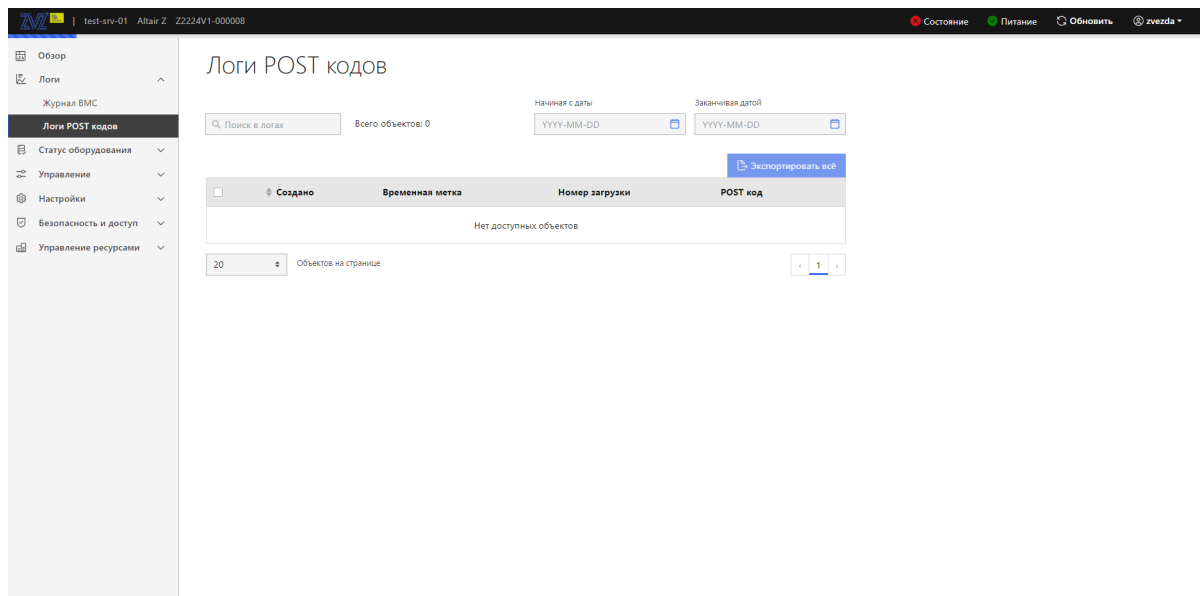 ZVZ | test-srv-01 Altair Z Z2224V1-000008 Состояние Питание Обновить zvezda
Обзор
Логи
Журнал BMC
Логи POST кодов
Статус оборудования
Управление
Настройки
Безопасность и доступ
Управление ресурсами
Логи POST кодов
Начиная с даты Заканчивая датой
Поиск в логах Всего объектов: 0 YYYY-MM-DD YYYY-MM-DD
Экспортировать всё
Создано Временная метка Номер загрузки POST код
Нет доступных объектов
20 Объектов на странице 1